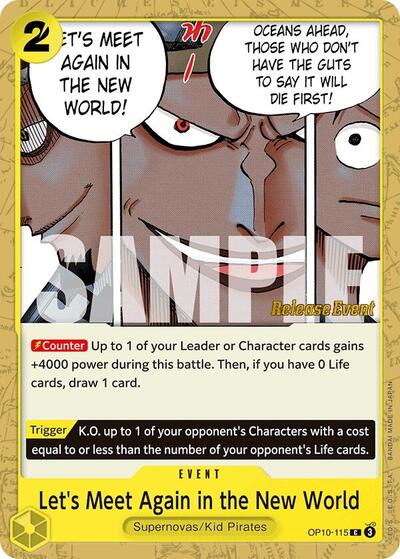 2
LET'S MEET
AGAIN IN
THE NEW
WORLD!
OCEANS AHEAD,
THOSE WHO DON'T
HAVE THE GUTS
TO SAY IT WILL
DIE FIRST!
SAMPLE
Release Event
Counter Up to 1 of your Leader or Character cards gains
+4000 power during this battle. Then, if you have 0 Life
cards, draw 1 card.
Trigger K.O. up to 1 of your opponent's Characters with a cost
equal to or less than the number of your opponent's Life cards.
BANDAI MADE IN JAPAN
EVENT
Let's Meet Again in the New World
Supernovas/Kid Pirates
OP10-115 C 3